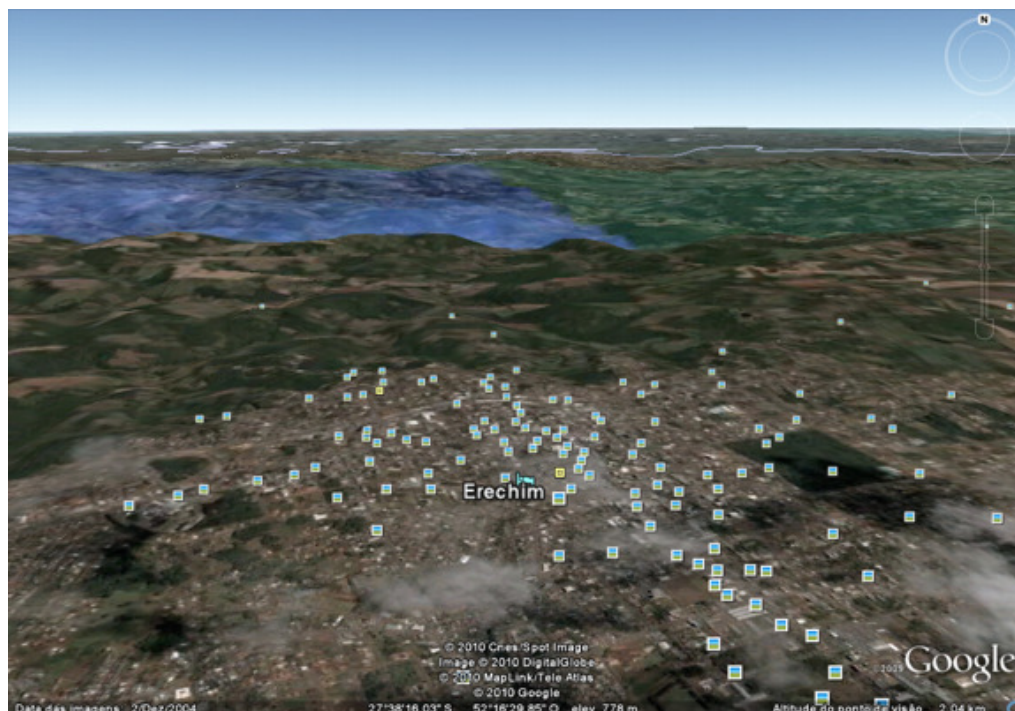 N
Erechim
© 2010 Cnes/Spot Image
Image © 2010 DigitalGlobe
© 2010 MapLink/Tele Atlas
© 2010 Google
©2009 Google
Data das imagens : 2/Dez/2004 27°38'16.03" S 52°16'29.85" O elev 778 m Altitude do ponto de visão 2.04 km